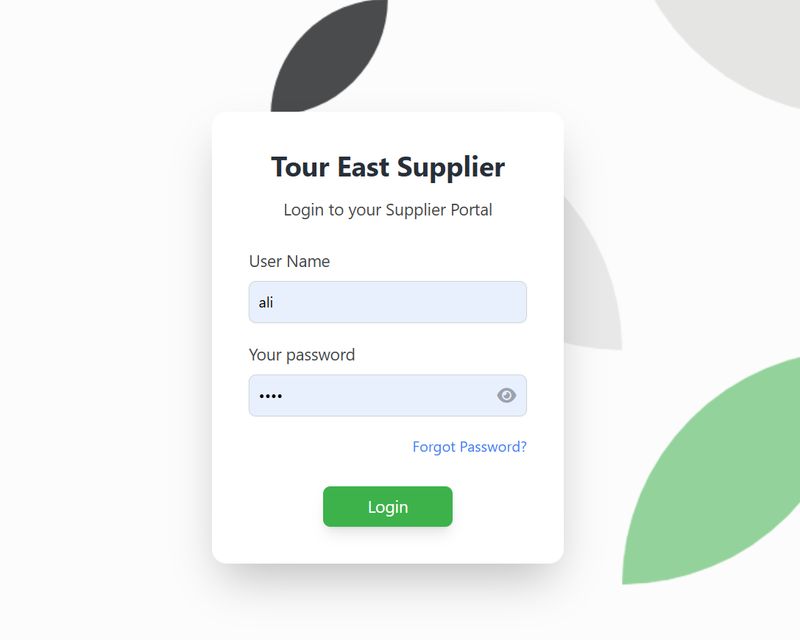 Tour East Supplier
Login to your Supplier Portal
User Name
ali
Your password
••••
Forgot Password?
Login